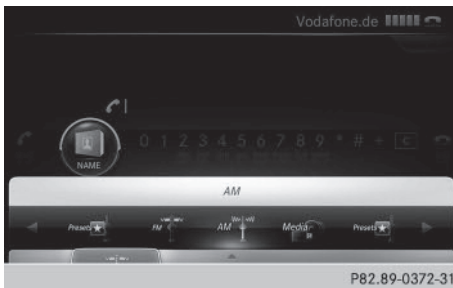 Vodafone.de
0 1 2 3 4 5 6 7 8 9 * # + C
NAME
AM
Presets FM AM Media Presets
P82.89-0372-31